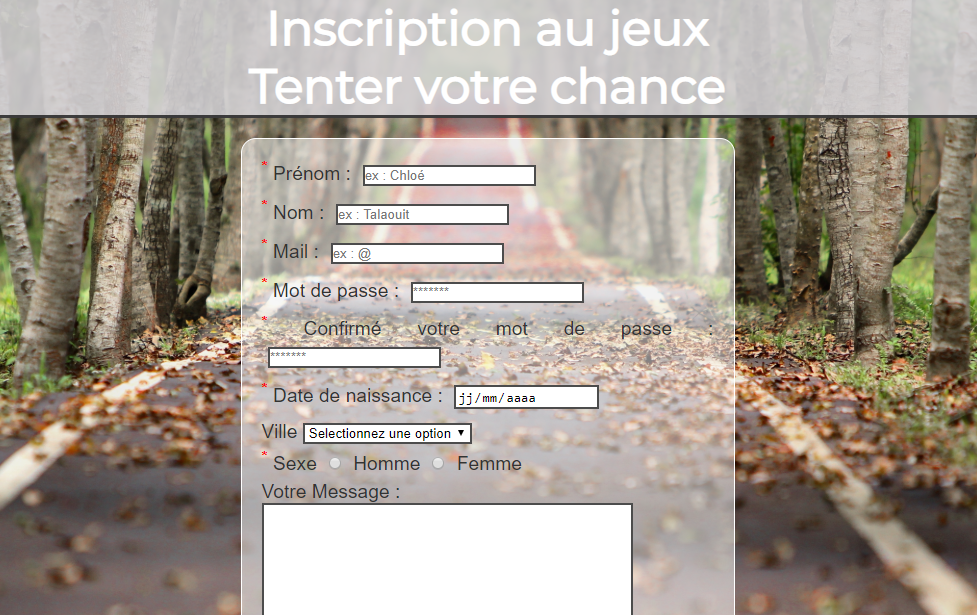 Inscription au jeux
Tenter votre chance
* Prénom : ex : Chloé
* Nom : ex : Talaouit
* Mail : ex : @
* Mot de passe : *******
* Confirmé votre mot de passe :
*******
* Date de naissance : jj/mm/aaaa
Ville Selectionnez une option
* Sexe Homme Femme
Votre Message :